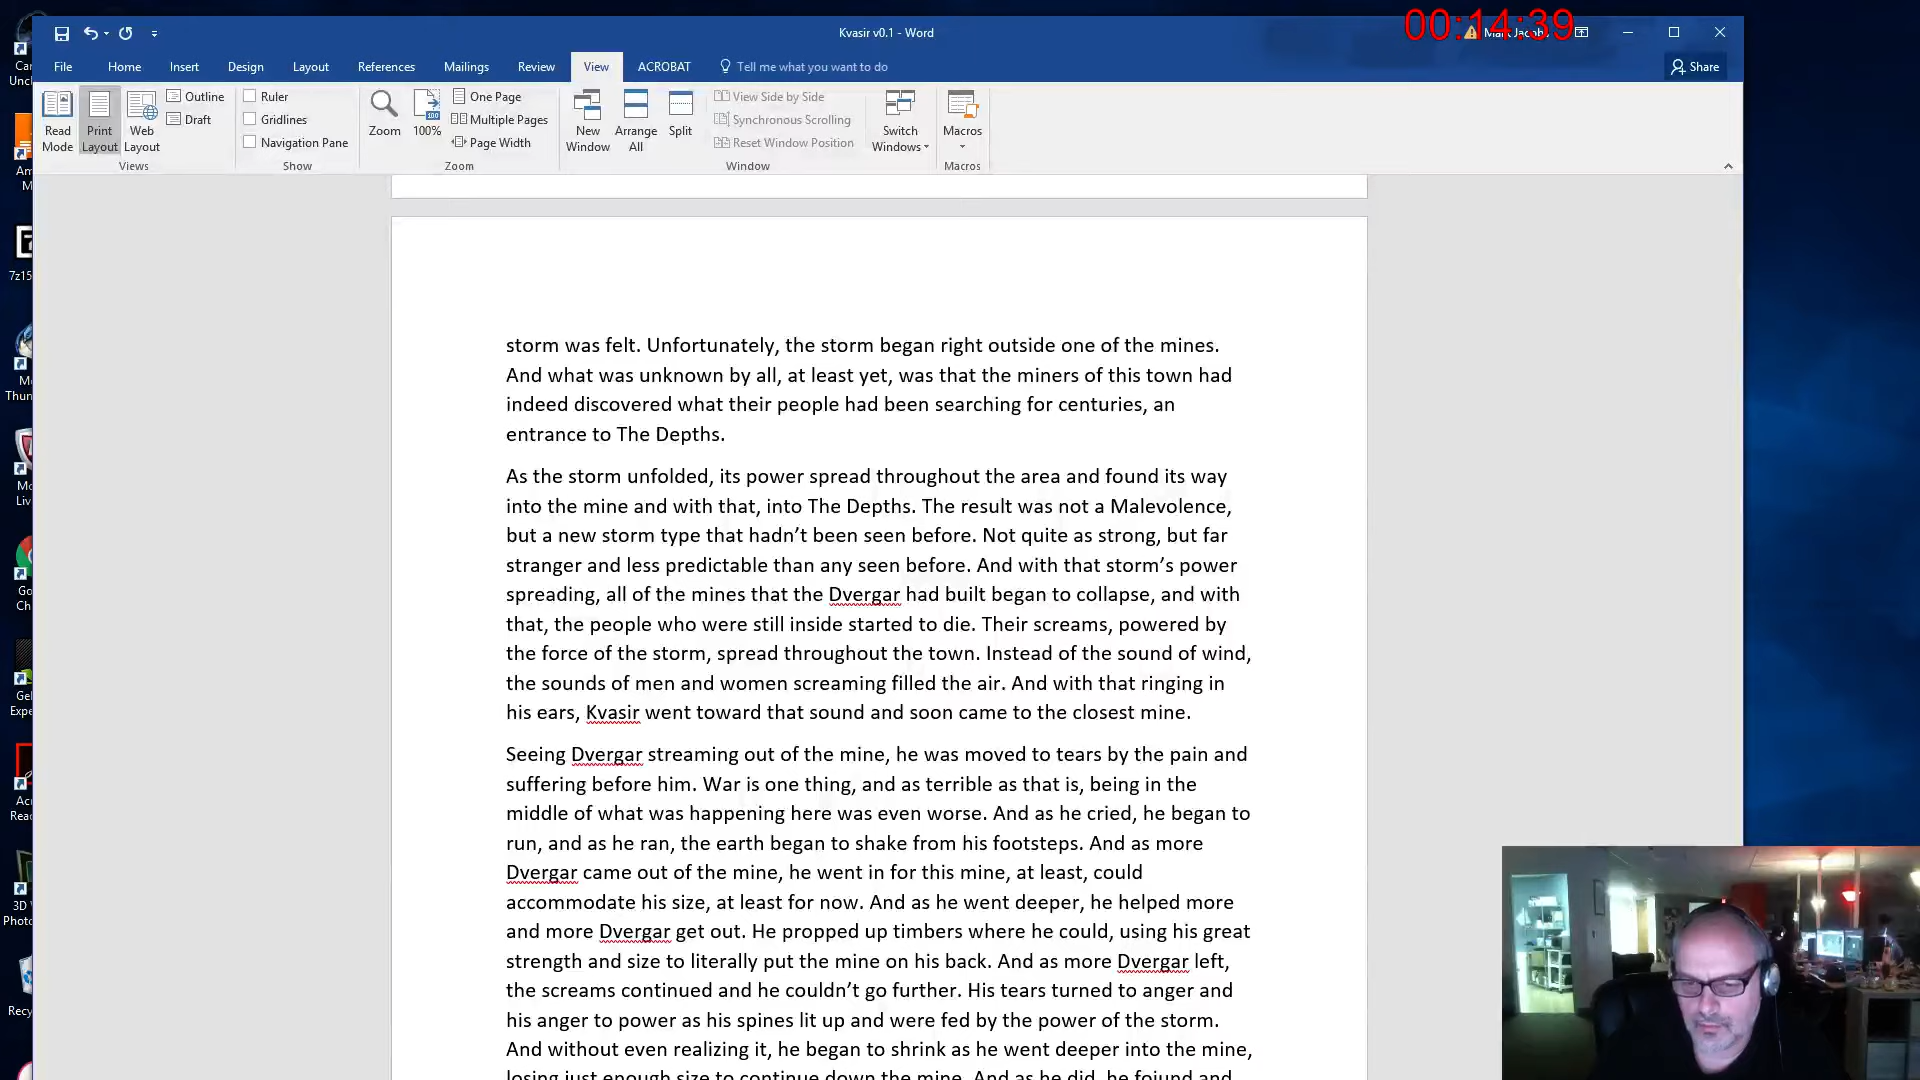 Kvasir v0.1 - Word
00:14:39
File Home Insert Design Layout References Mailings Review View ACROBAT Tell me what you want to do Share
Read Mode
Print Layout
Web Layout
Outline
Draft
Views
Ruler
Gridlines
Navigation Pane
Show
Zoom
100%
One Page
Multiple Pages
Page Width
Zoom
New Window
Arrange All
Split
View Side by Side
Synchronous Scrolling
Reset Window Position
Window
Switch Windows
Macros
Macros
storm was felt. Unfortunately, the storm began right outside one of the mines.
And what was unknown by all, at least yet, was that the miners of this town had
indeed discovered what their people had been searching for centuries, an
entrance to The Depths.
As the storm unfolded, its power spread throughout the area and found its way
into the mine and with that, into The Depths. The result was not a Malevolence,
but a new storm type that hadn’t been seen before. Not quite as strong, but far
stranger and less predictable than any seen before. And with that storm’s power
spreading, all of the mines that the Dvergar had built began to collapse, and with
that, the people who were still inside started to die. Their screams, powered by
the force of the storm, spread throughout the town. Instead of the sound of wind,
the sounds of men and women screaming filled the air. And with that ringing in
his ears, Kvasir went toward that sound and soon came to the closest mine.
Seeing Dvergar streaming out of the mine, he was moved to tears by the pain and
suffering before him. War is one thing, and as terrible as that is, being in the
middle of what was happening here was even worse. And as he cried, he began to
run, and as he ran, the earth began to shake from his footsteps. And as more
Dvergar came out of the mine, he went in for this mine, at least, could
accommodate his size, at least for now. And as he went deeper, he helped more
and more Dvergar get out. He propped up timbers where he could, using his great
strength and size to literally put the mine on his back. And as more Dvergar left,
the screams continued and he couldn’t go further. His tears turned to anger and
his anger to power as his spines lit up and were fed by the power of the storm.
And without even realizing it, he began to shrink as he went deeper into the mine,
losing just enough size to continue down the mine. And as he did, he fojund and